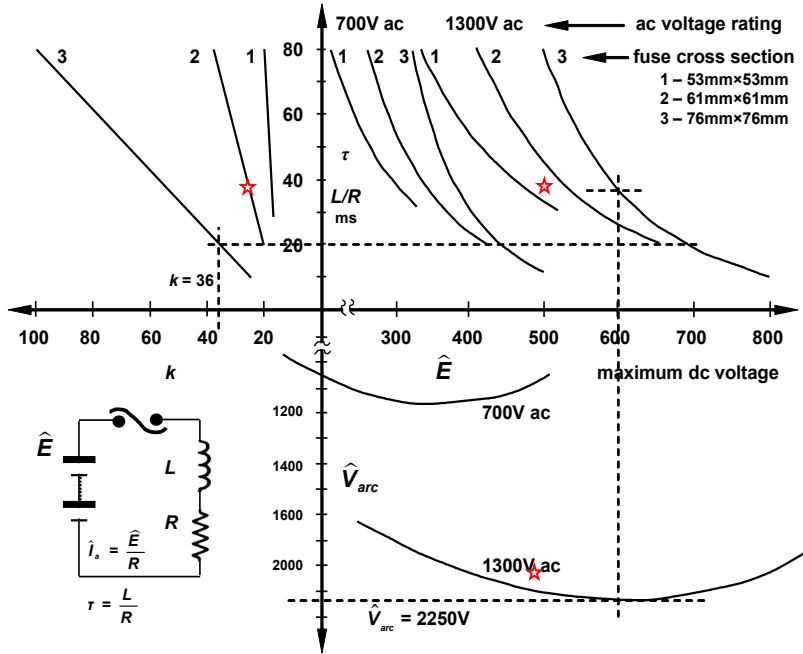 700V ac 1300V ac ac voltage rating
fuse cross section
1 – 53mm×53mm
2 – 61mm×61mm
3 – 76mm×76mm
3 2 1 1 2 3 1 2 3
80
60
40
20
τ
L/R
ms
k = 36
100 80 60 40 20 300 400 500 600 700 800
k
Ê
maximum dc voltage
700V ac
1200
1400
1600
2000
V̂arc
1300V ac
V̂arc = 2250V
Ê
L
R
Îa = Ê/R
τ = L/R